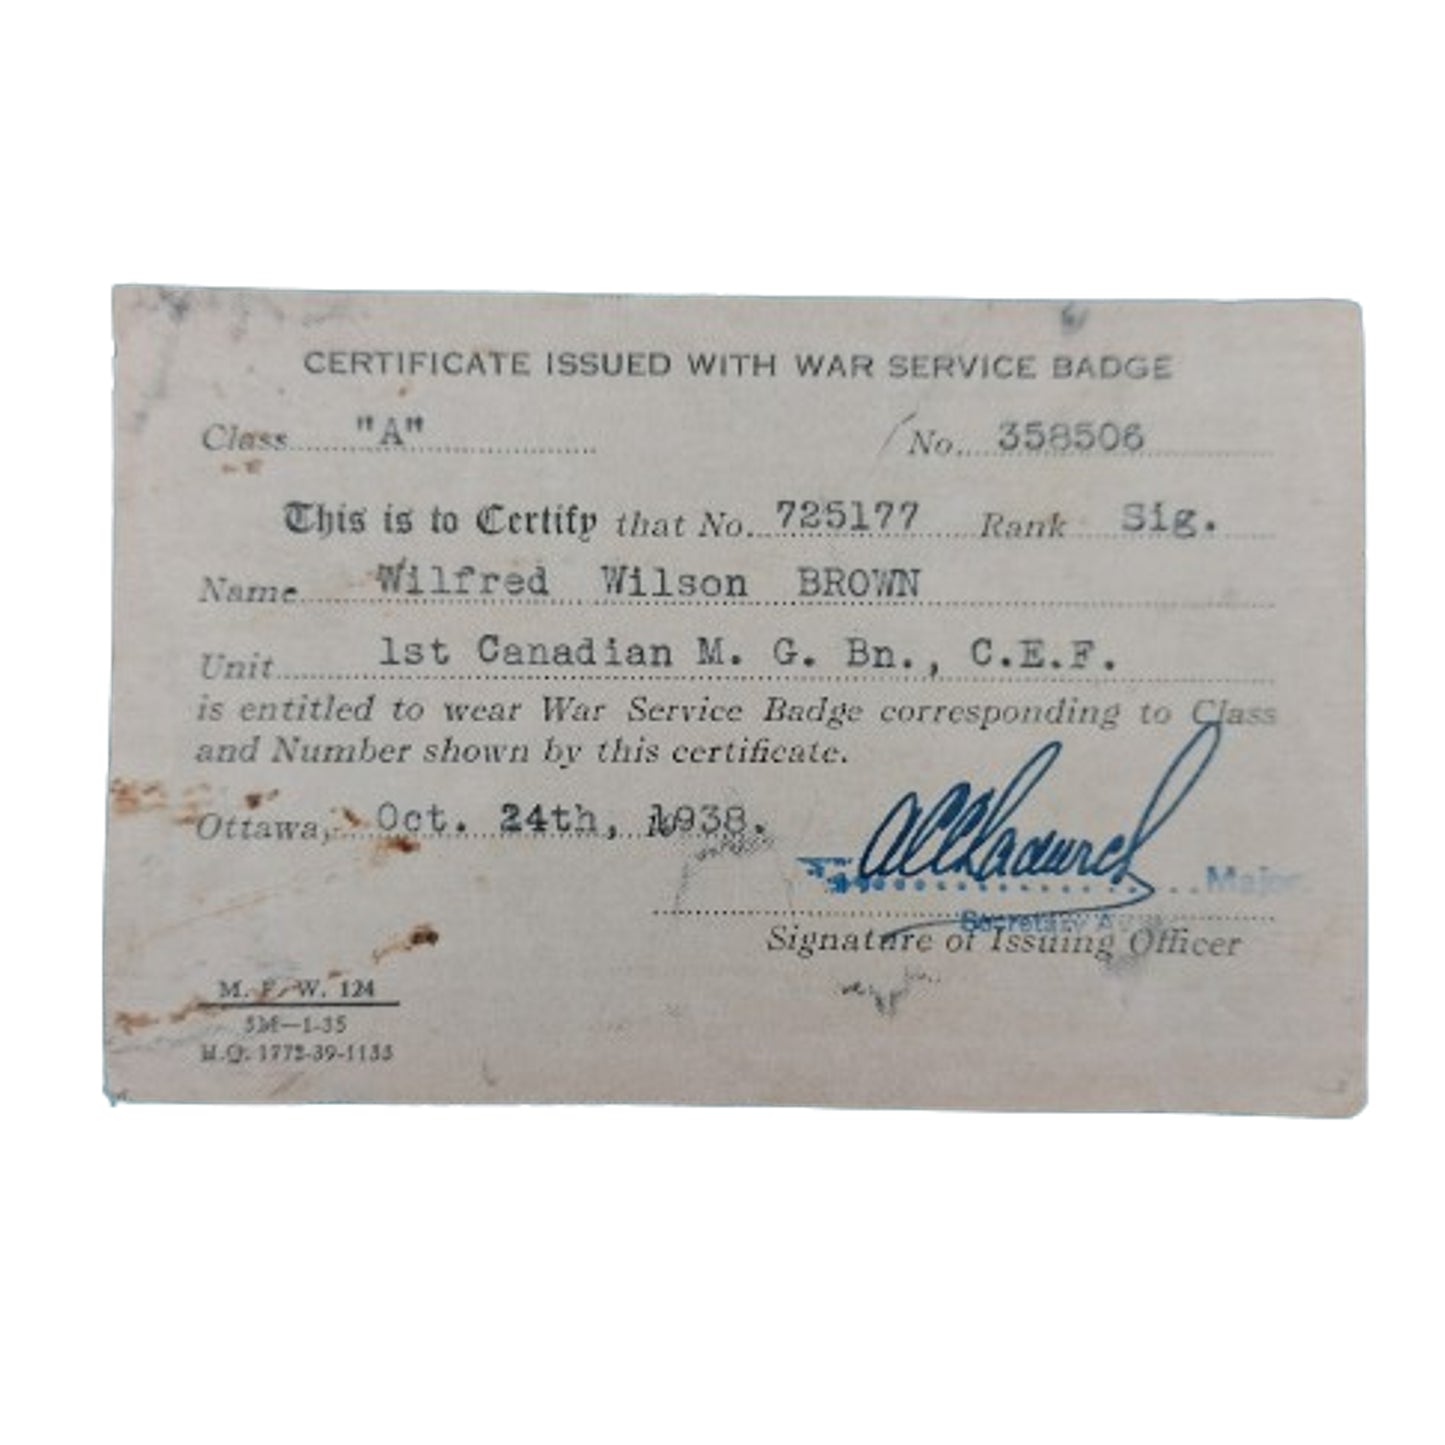 CERTIFICATE ISSUED WITH WAR SERVICE BADGE
Class "A" No. 358506
This is to Certify that No. 725177 Rank Sig.
Name Wilfred Wilson BROWN
Unit 1st Canadian M. G. Bn., C.E.F.
is entitled to wear War Service Badge corresponding to Class
and Number shown by this certificate.
Ottawa, Oct. 24th, 1938.
Major
Secretary
Signature of Issuing Officer
M. F. W. 124
5M—1-35
H.Q. 1772-39-1135